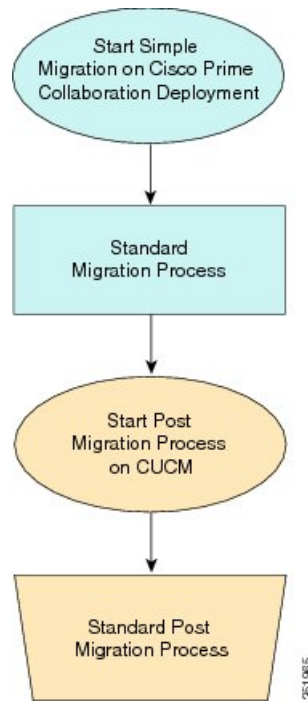 Start Simple
Migration on Cisco Prime
Collaboration Deployment
Standard
Migration Process
Start Post
Migration Process
on CUCM
Standard Post
Migration Process